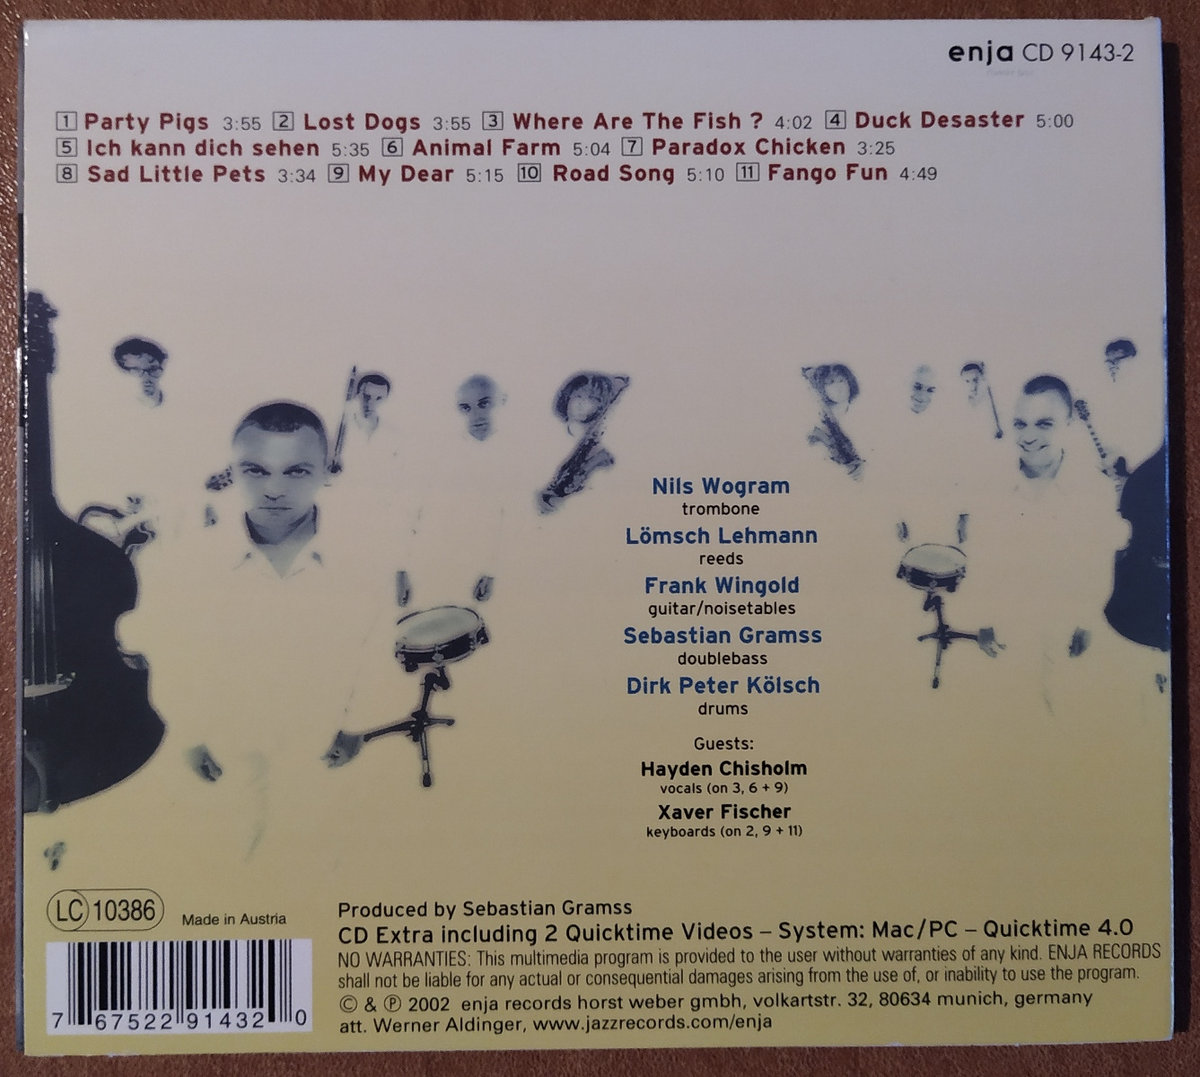 enja CD 9143-2
1 Party Pigs 3:55 2 Lost Dogs 3:55 3 Where Are The Fish ? 4:02 4 Duck Desaster 5:00
5 Ich kann dich sehen 5:35 6 Animal Farm 5:04 7 Paradox Chicken 3:25
8 Sad Little Pets 3:34 9 My Dear 5:15 10 Road Song 5:10 11 Fango Fun 4:49
Nils Wogram
trombone
Lömsch Lehmann
reeds
Frank Wingold
guitar/noisetables
Sebastian Gramss
doublebass
Dirk Peter Kölsch
drums
Guests:
Hayden Chisholm
vocals (on 3, 6 + 9)
Xaver Fischer
keyboards (on 2, 9 + 11)
LC 10386
Made in Austria
7 67522 91432 0
Produced by Sebastian Gramss
CD Extra including 2 Quicktime Videos – System: Mac/PC – Quicktime 4.0
NO WARRANTIES: This multimedia program is provided to the user without warranties of any kind. ENJA RECORDS
shall not be liable for any actual or consequential damages arising from the use of, or inability to use the program.
© & ℗ 2002 enja records horst weber gmbh, volkartstr. 32, 80634 munich, germany
att. Werner Aldinger, www.jazzrecords.com/enja